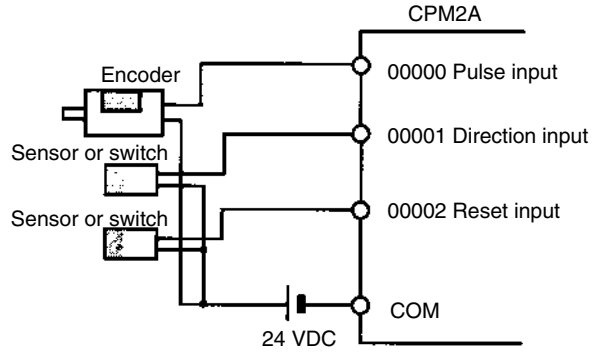 CPM2A
Encoder
00000 Pulse input
00001 Direction input
Sensor or switch
Sensor or switch
00002 Reset input
COM
24 VDC